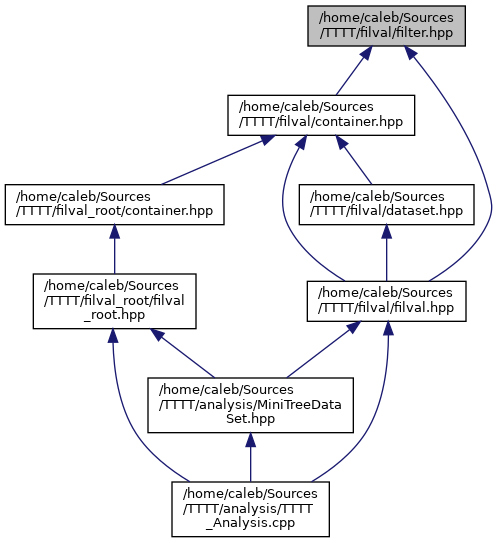 /home/caleb/Sources
/TTTT/filval/filter.hpp
/home/caleb/Sources
/TTTT/filval/container.hpp
/home/caleb/Sources
/TTTT/filval_root/container.hpp
/home/caleb/Sources
/TTTT/filval/dataset.hpp
/home/caleb/Sources
/TTTT/filval_root/filval
_root.hpp
/home/caleb/Sources
/TTTT/filval/filval.hpp
/home/caleb/Sources
/TTTT/analysis/MiniTreeData
Set.hpp
/home/caleb/Sources
/TTTT/analysis/TTTT
_Analysis.cpp